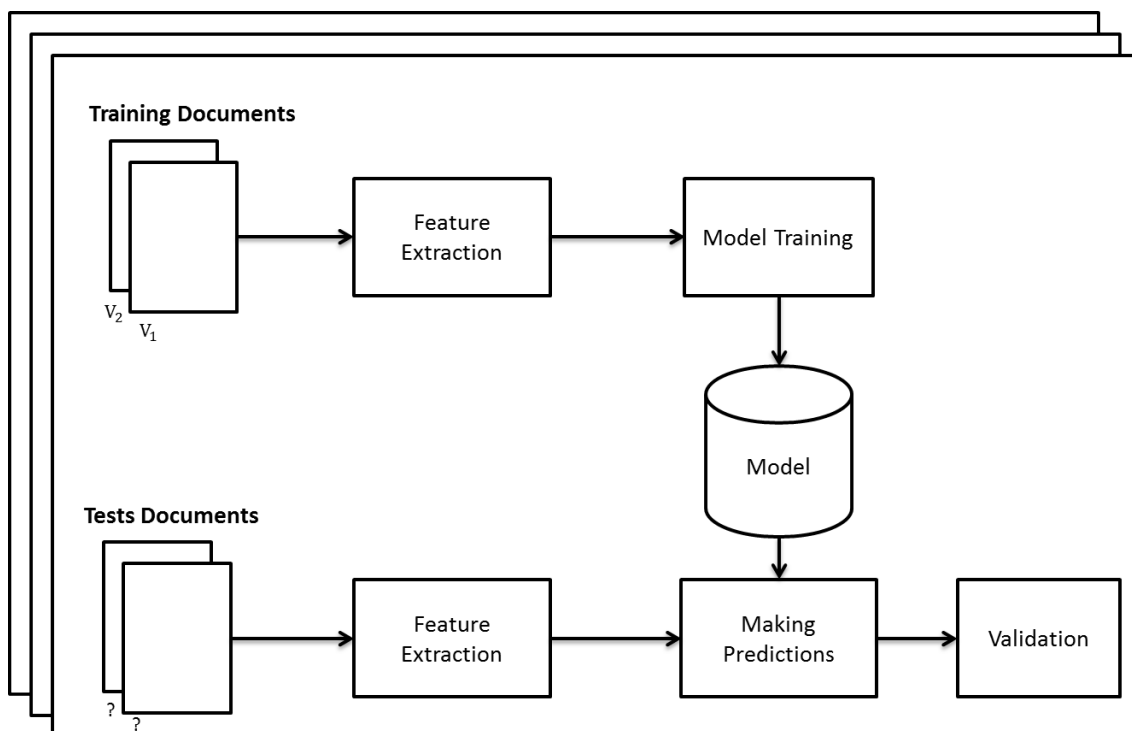 Training Documents
Feature
Extraction
Model Training
V₂
V₁
Model
Tests Documents
Feature
Extraction
Making
Predictions
Validation
?
?